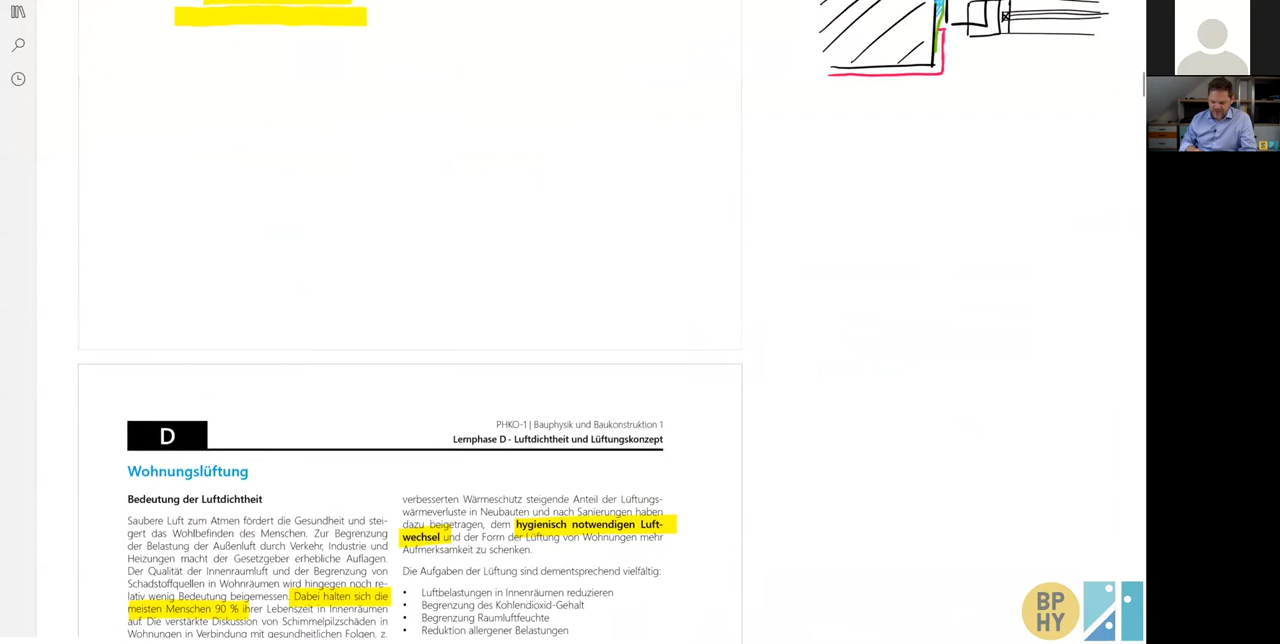 D
PHKO-1 | Bauphysik und Baukonstruktion 1
Lernphase D - Luftdichtheit und Lüftungskonzept
Wohnungslüftung
Bedeutung der Luftdichtheit
Saubere Luft zum Atmen fördert die Gesundheit und stei-
gert das Wohlbefinden des Menschen. Zur Begrenzung
der Belastung der Außenluft durch Verkehr, Industrie und
Heizungen macht der Gesetzgeber erhebliche Auflagen.
Der Qualität der Innenraumluft und der Begrenzung von
Schadstoffquellen in Wohnräumen wird hingegen noch re-
lativ wenig Bedeutung beigemessen. Dabei halten sich die
meisten Menschen 90 % ihrer Lebenszeit in Innenräumen
auf. Die verstärkte Diskussion von Schimmelpilzschäden in
Wohnungen in Verbindung mit gesundheitlichen Folgen, z.
verbesserten Wärmeschutz steigende Anteil der Lüftungs-
wärmeverluste in Neubauten und nach Sanierungen haben
dazu beigetragen, dem hygienisch notwendigen Luft-
wechsel und der Form der Lüftung von Wohnungen mehr
Aufmerksamkeit zu schenken.
Die Aufgaben der Lüftung sind dementsprechend vielfältig:
• Luftbelastungen in Innenräumen reduzieren
• Begrenzung des Kohlendioxid-Gehalt
• Begrenzung Raumluftfeuchte
• Reduktion allergener Belastungen
BP
HY